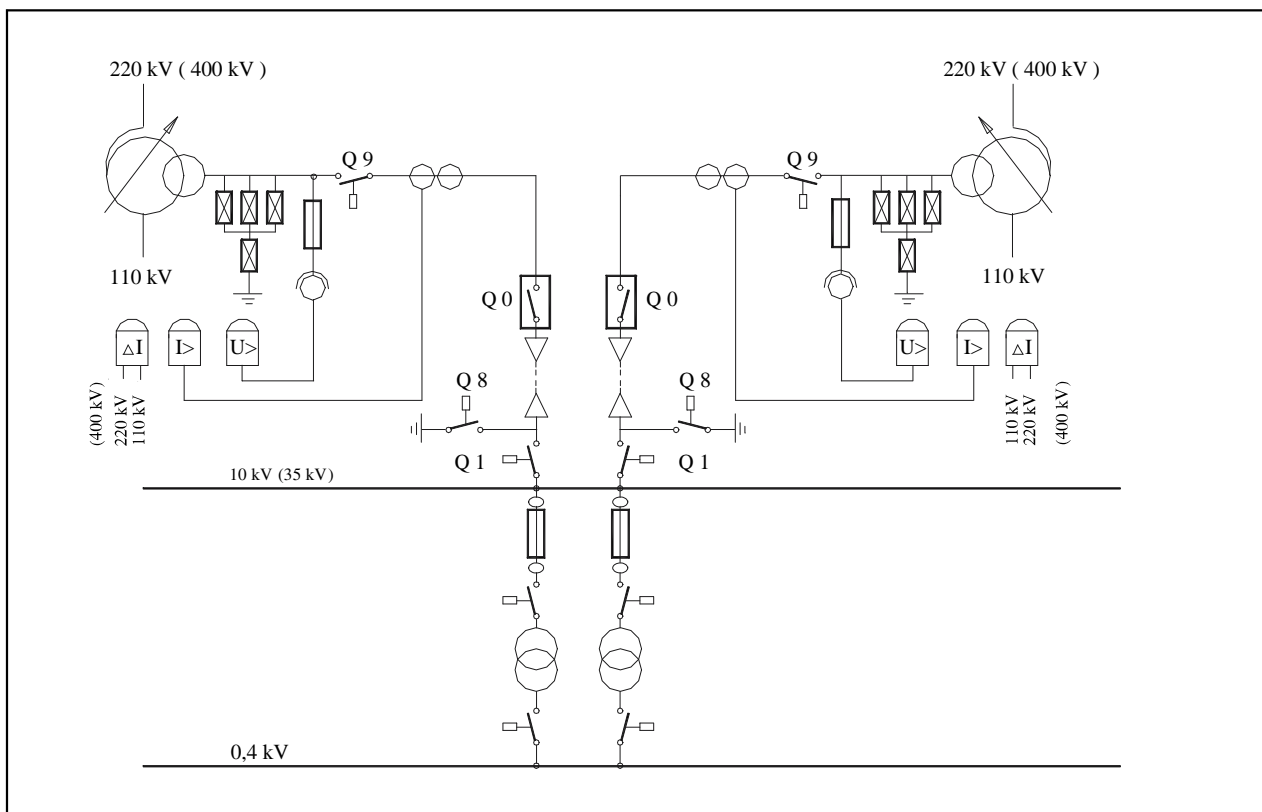 220 kV ( 400 kV )
220 kV ( 400 kV )
Q 9
Q 9
110 kV
110 kV
Q 0
Q 0
△I
I>
U>
U>
I>
△I
Q 8
Q 8
(400 kV)
220 kV
110 kV
110 kV
220 kV
(400 kV)
Q 1
Q 1
10 kV (35 kV)
0,4 kV